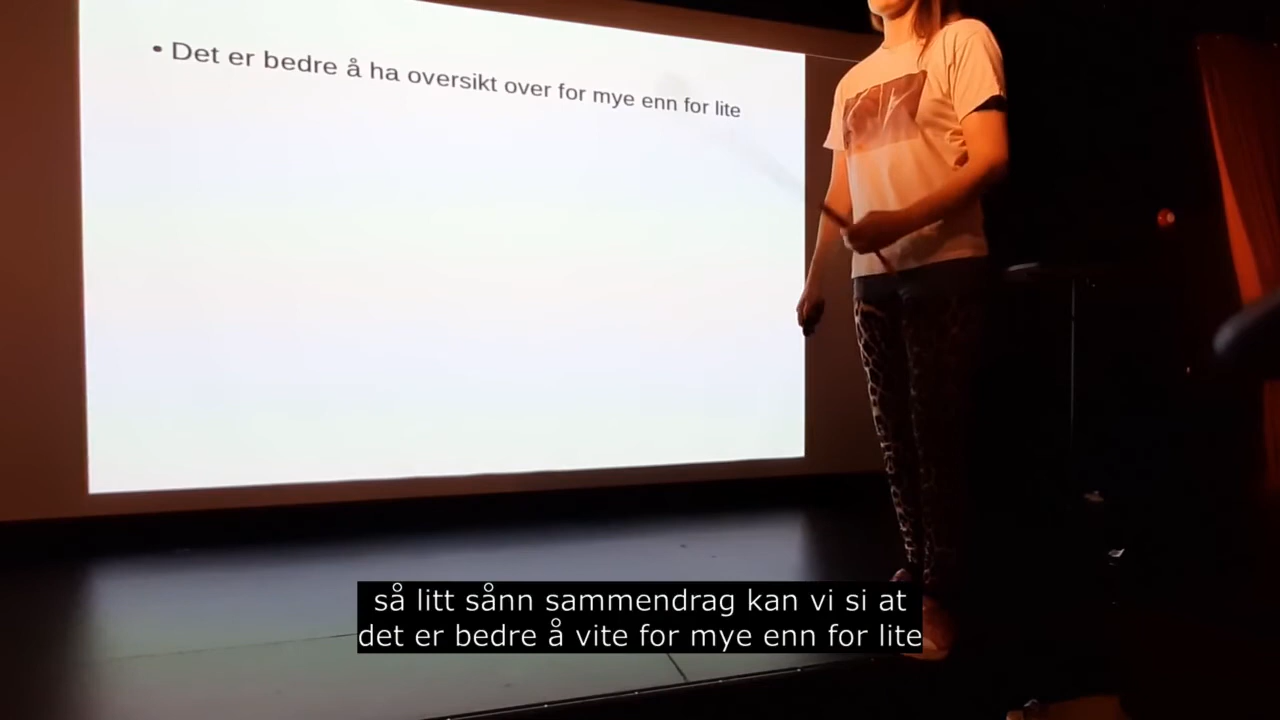 • Det er bedre å ha oversikt over for mye enn for lite
så litt sånn sammendrag kan vi si at
det er bedre å vite for mye enn for lite